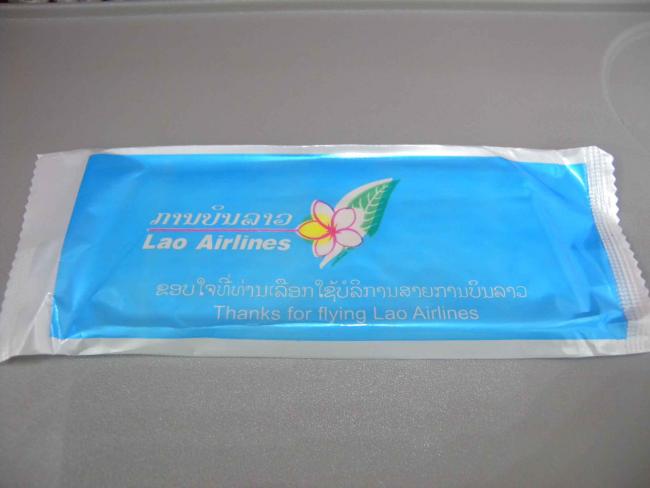 ການບິນລາວ
Lao Airlines
ຂອບໃຈທີ່ທ່ານເລືອກໃຊ້ບໍລິການສາຍການບິນລາວ
Thanks for flying Lao Airlines